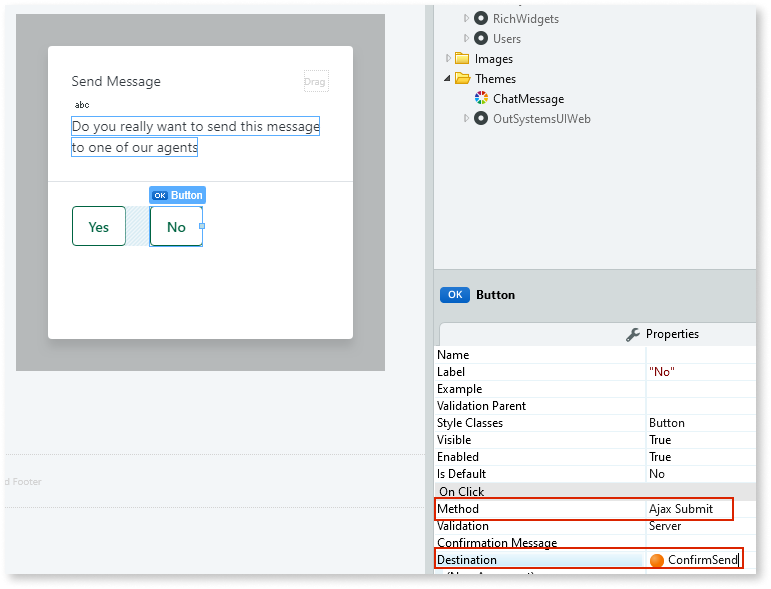 RichWidgets
Users
Images
Themes
ChatMessage
OutSystemsUIWeb
Send Message
Drag
abc
Do you really want to send this message
to one of our agents
OK Button
Yes
No
d Footer
OK Button
Properties
Name
Label "No"
Example
Validation Parent
Style Classes Button
Visible True
Enabled True
Is Default No
On Click
Method Ajax Submit
Validation Server
Confirmation Message
Destination ConfirmSend